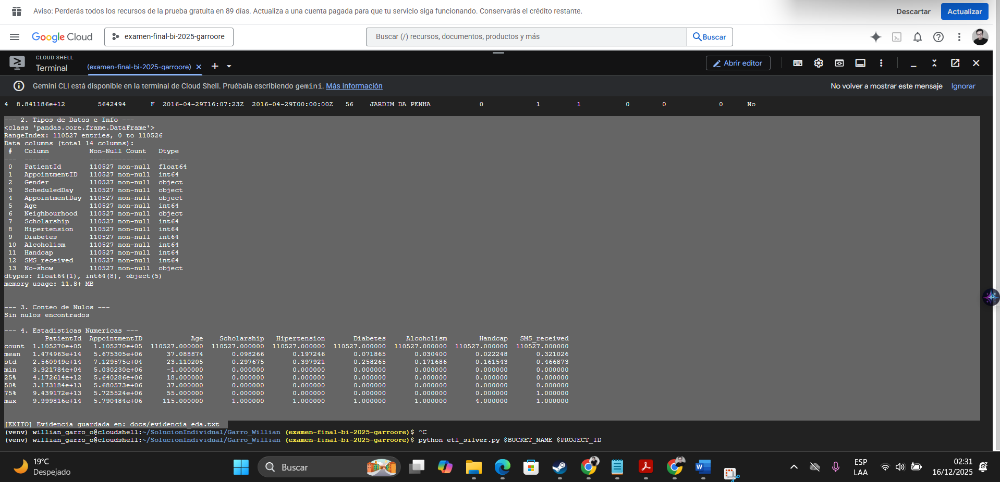 Aviso: Perderás todos los recursos de la prueba gratuita en 89 días. Actualiza a una cuenta pagada para que tu servicio siga funcionando. Conservarás el crédito restante.
Descartar
Actualizar
Google Cloud
examen-final-bi-2025-garroore
Buscar (/) recursos, documentos, productos y más
Buscar
CLOUD SHELL
Terminal
(examen-final-bi-2025-garroore)
Abrir editor
Gemini CLI está disponible en la terminal de Cloud Shell. Pruébala escribiendo gemini. Más información
No volver a mostrar este mensaje
Ignorar
4 8.841186e+12 5642494 F 2016-04-29T16:07:23Z 2016-04-29T00:00:00Z 56 JARDIM DA PENHA 0 1 1 0 0 0 No
--- 2. Tipos de Datos e Info ---
<class 'pandas.core.frame.DataFrame'>
RangeIndex: 110527 entries, 0 to 110526
Data columns (total 14 columns):
# Column Non-Null Count Dtype
--- ------ -------------- -----
0 PatientId 110527 non-null float64
1 AppointmentID 110527 non-null int64
2 Gender 110527 non-null object
3 ScheduledDay 110527 non-null object
4 AppointmentDay 110527 non-null object
5 Age 110527 non-null int64
6 Neighbourhood 110527 non-null object
7 Scholarship 110527 non-null int64
8 Hipertension 110527 non-null int64
9 Diabetes 110527 non-null int64
10 Alcoholism 110527 non-null int64
11 Handcap 110527 non-null int64
12 SMS_received 110527 non-null int64
13 No-show 110527 non-null object
dtypes: float64(1), int64(8), object(5)
memory usage: 11.8+ MB
--- 3. Conteo de Nulos ---
Sin nulos encontrados
--- 4. Estadisticas Numericas ---
PatientId AppointmentID Age Scholarship Hipertension Diabetes Alcoholism Handcap SMS_received
count 1.105270e+05 1.105270e+05 110527.000000 110527.000000 110527.000000 110527.000000 110527.000000 110527.000000 110527.000000
mean 1.474963e+14 5.675305e+06 37.088874 0.098266 0.197246 0.071865 0.030400 0.022248 0.321026
std 2.560949e+14 7.129575e+04 23.110205 0.297675 0.397921 0.258265 0.171686 0.161543 0.466873
min 3.921784e+04 5.030230e+06 -1.000000 0.000000 0.000000 0.000000 0.000000 0.000000 0.000000
25% 4.172614e+12 5.640286e+06 18.000000 0.000000 0.000000 0.000000 0.000000 0.000000 0.000000
50% 3.173184e+13 5.680573e+06 37.000000 0.000000 0.000000 0.000000 0.000000 0.000000 0.000000
75% 9.439172e+13 5.725524e+06 55.000000 0.000000 0.000000 0.000000 0.000000 0.000000 1.000000
max 9.999816e+14 5.790484e+06 115.000000 1.000000 1.000000 1.000000 1.000000 4.000000 1.000000
[EXITO] Evidencia guardada en: docs/evidencia_eda.txt
(venv) willian_garro_o@cloudshell:~/SolucionIndividual/Garro_Willian (examen-final-bi-2025-garroore)$ ^C
(venv) willian_garro_o@cloudshell:~/SolucionIndividual/Garro_Willian (examen-final-bi-2025-garroore)$ python etl_silver.py $BUCKET_NAME $PROJECT_ID
19°C
Despejado
Buscar
ESP
LAA
02:31
16/12/2025